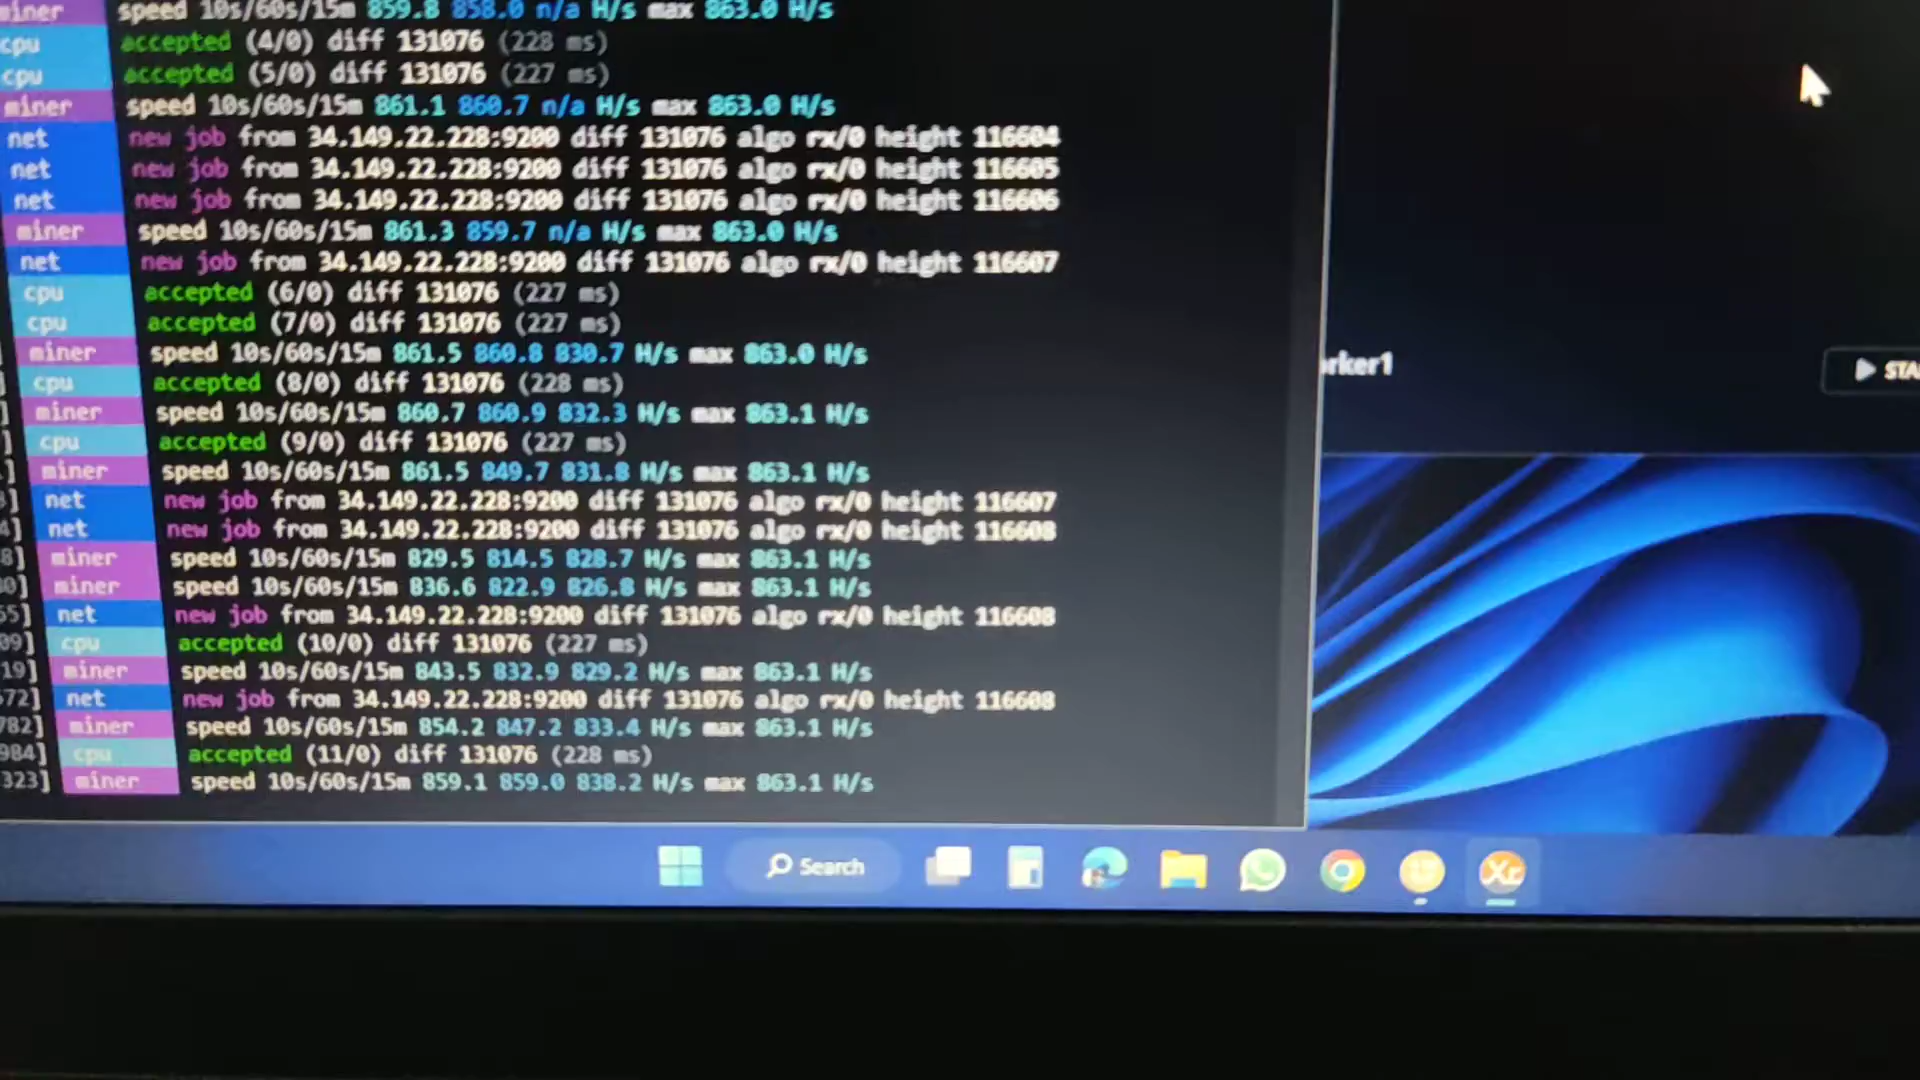 miner speed 10s/60s/15m 859.8 858.0 n/a H/s max 863.0 H/s
cpu accepted (4/0) diff 131076 (228 ms)
cpu accepted (5/0) diff 131076 (227 ms)
miner speed 10s/60s/15m 861.1 860.7 n/a H/s max 863.0 H/s
net new job from 34.149.22.228:9200 diff 131076 algo rx/0 height 116604
net new job from 34.149.22.228:9200 diff 131076 algo rx/0 height 116605
net new job from 34.149.22.228:9200 diff 131076 algo rx/0 height 116606
miner speed 10s/60s/15m 861.3 859.7 n/a H/s max 863.0 H/s
net new job from 34.149.22.228:9200 diff 131076 algo rx/0 height 116607
cpu accepted (6/0) diff 131076 (227 ms)
cpu accepted (7/0) diff 131076 (227 ms)
miner speed 10s/60s/15m 861.5 860.8 830.7 H/s max 863.0 H/s
] cpu accepted (8/0) diff 131076 (228 ms)
] miner speed 10s/60s/15m 860.7 860.9 832.3 H/s max 863.1 H/s
] cpu accepted (9/0) diff 131076 (227 ms)
] miner speed 10s/60s/15m 861.5 849.7 831.8 H/s max 863.1 H/s
] net new job from 34.149.22.228:9200 diff 131076 algo rx/0 height 116607
4] net new job from 34.149.22.228:9200 diff 131076 algo rx/0 height 116608
8] miner speed 10s/60s/15m 829.5 814.5 828.7 H/s max 863.1 H/s
0] miner speed 10s/60s/15m 836.6 822.9 826.8 H/s max 863.1 H/s
55] net new job from 34.149.22.228:9200 diff 131076 algo rx/0 height 116608
09] cpu accepted (10/0) diff 131076 (227 ms)
19] miner speed 10s/60s/15m 843.5 832.9 829.2 H/s max 863.1 H/s
572] net new job from 34.149.22.228:9200 diff 131076 algo rx/0 height 116608
782] miner speed 10s/60s/15m 854.2 847.2 833.4 H/s max 863.1 H/s
984] cpu accepted (11/0) diff 131076 (228 ms)
323] miner speed 10s/60s/15m 859.1 859.0 838.2 H/s max 863.1 H/s
orker1
STA
Search
Xr